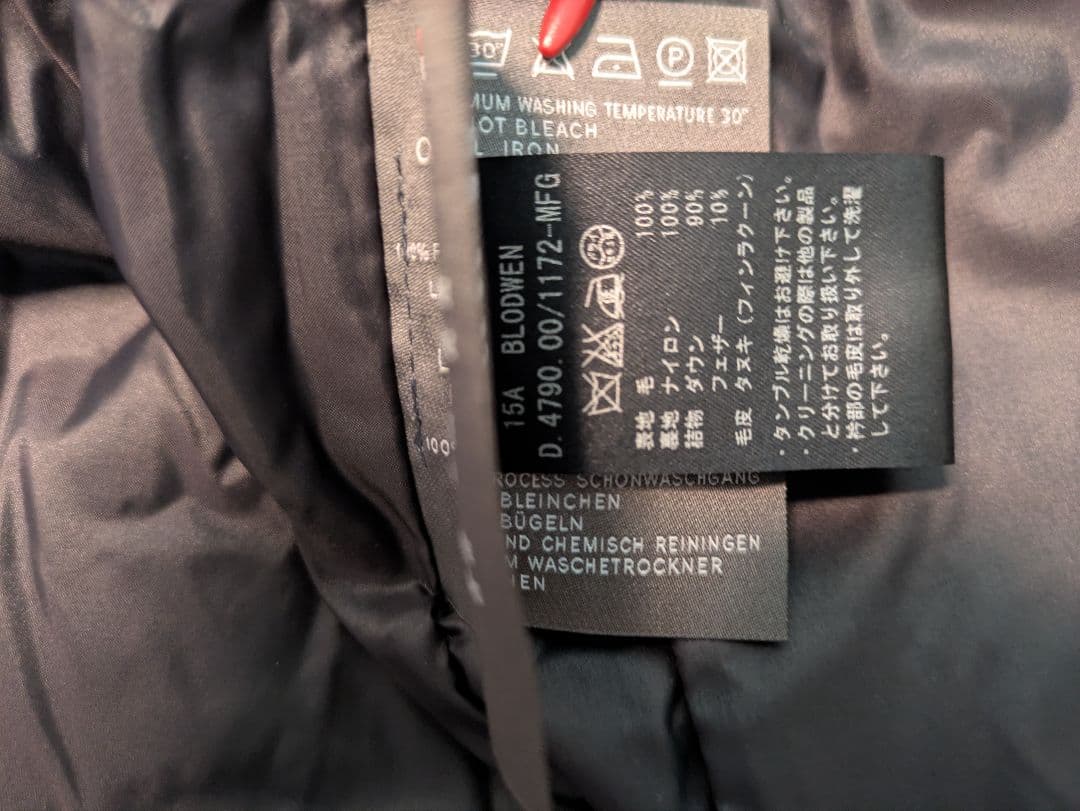 30°
P
MUM WASHING TEMPERATURE 30°
OT BLEACH
L IRON
15A BLODWEN
D. 4790. 00/1172-MFG
表地 毛 100%
裏地 ナイロン 100%
詰物 ダウン 90%
フェザー 10%
毛皮 タヌキ (フィンラクーン)
・タンブル乾燥はお避け下さい。
・クリーニングの際は他の製品
と分けてお取り扱い下さい。
・衿部の毛皮は取り外して洗濯
して下さい。
ROCESS SCHONWASCHGANG
BLEINCHEN
BÜGELN
ND CHEMISCH REININGEN
M WASCHETROCKNER
EN
100